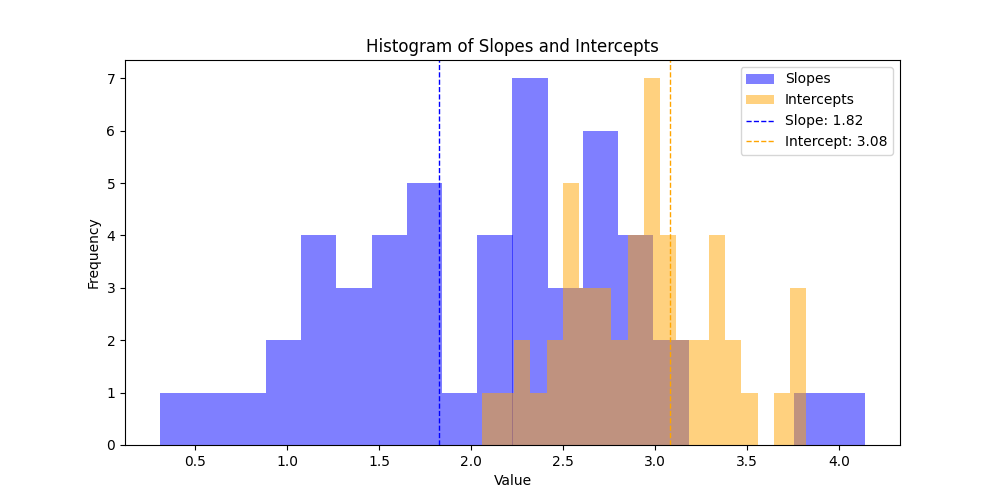 Histogram of Slopes and Intercepts
Slopes
Intercepts
Slope: 1.82
Intercept: 3.08
Frequency
7
6
5
4
3
2
1
0
0.5 1.0 1.5 2.0 2.5 3.0 3.5 4.0
Value